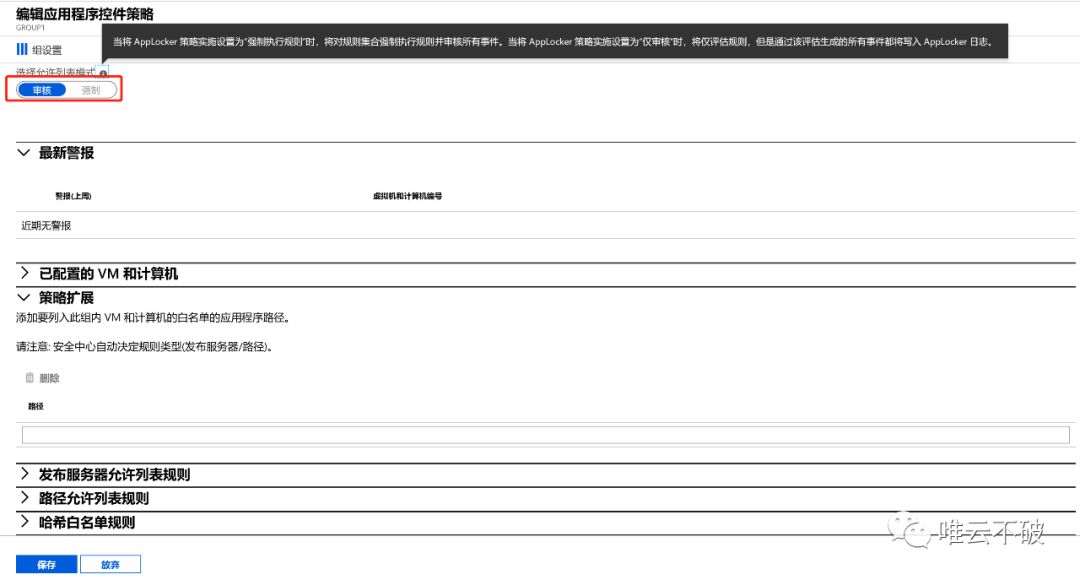 编辑应用程序控件策略
GROUP1
当将 AppLocker 策略实施设置为“强制执行规则”时，将对规则集合强制执行规则并审核所有事件。当将 AppLocker 策略实施设置为“仅审核”时，将仅评估规则，但是通过该评估生成的所有事件都将写入 AppLocker 日志。
组设置
选择允许列表模式
审核 强制
最新警报
警报(上周) 虚拟机和计算机编号
近期无警报
已配置的 VM 和计算机
策略扩展
添加要列入此组内 VM 和计算机的白名单的应用程序路径。
请注意: 安全中心自动决定规则类型(发布服务器/路径)。
删除
路径
发布服务器允许列表规则
路径允许列表规则
哈希白名单规则
唯云不破
保存 放弃